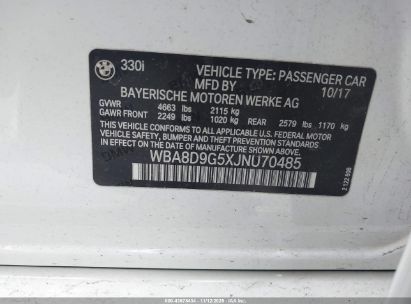 BMW
330i
VEHICLE TYPE: PASSENGER CAR
MFD BY
10/17
BAYERISCHE MOTOREN WERKE AG
GVWR 4663 lbs 2115 kg
GAWR FRONT 2249 lbs 1020 kg REAR 2579 lbs 1170 kg
THIS VEHICLE CONFORMS TO ALL APPLICABLE FEDERAL
MOTOR VEHICLE SAFETY, BUMPER, AND THEFT PREVENTION
STANDARDS IN EFFECT ON THE DATE OF MANUFACTURE SHOWN ABOVE.
WBA8D9G5XJNU70485